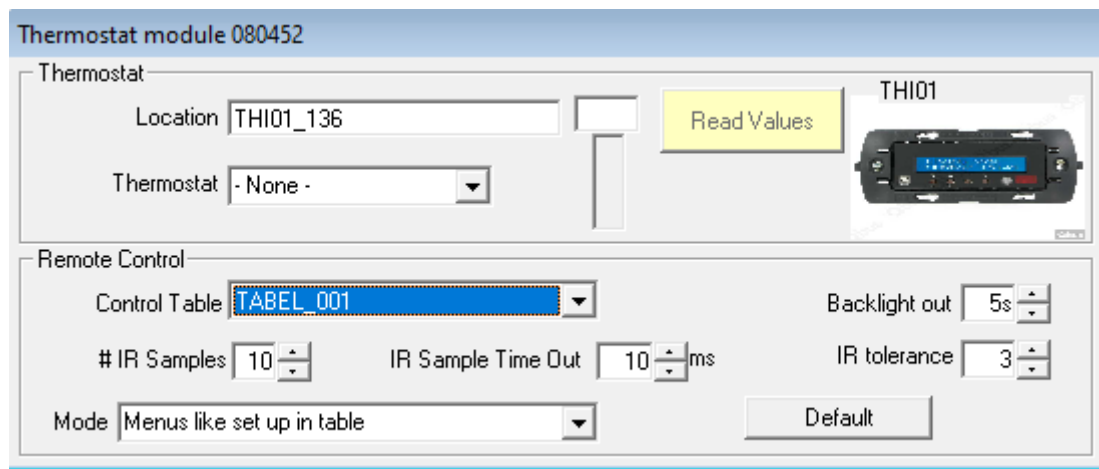 Thermostat module 080452
Thermostat
Location THI01_136
Read Values
THI01
Thermostat - None -
Remote Control
Control Table TABEL_001
Backlight out 5s
# IR Samples 10 IR Sample Time Out 10 ms IR tolerance 3
Mode Menus like set up in table
Default